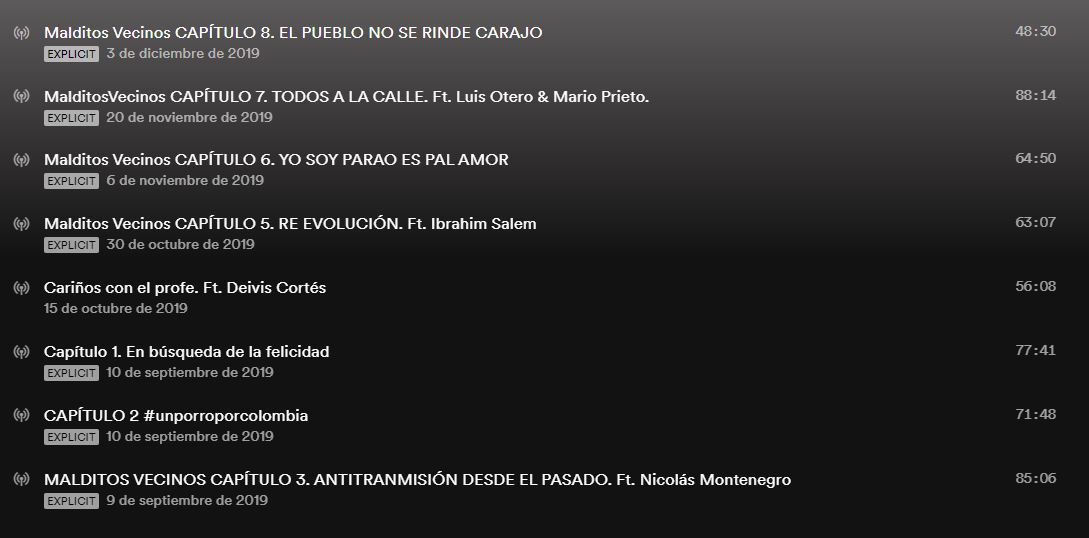 Malditos Vecinos CAPÍTULO 8. EL PUEBLO NO SE RINDE CARAJO 48:30
EXPLICIT 3 de diciembre de 2019
MalditosVecinos CAPÍTULO 7. TODOS A LA CALLE. Ft. Luis Otero & Mario Prieto. 88:14
EXPLICIT 20 de noviembre de 2019
Malditos Vecinos CAPÍTULO 6. YO SOY PARAO ES PAL AMOR 64:50
EXPLICIT 6 de noviembre de 2019
Malditos Vecinos CAPÍTULO 5. RE EVOLUCIÓN. Ft. Ibrahim Salem 63:07
EXPLICIT 30 de octubre de 2019
Cariños con el profe. Ft. Deivis Cortés 56:08
15 de octubre de 2019
Capítulo 1. En búsqueda de la felicidad 77:41
EXPLICIT 10 de septiembre de 2019
CAPÍTULO 2 #unporroporcolombia 71:48
EXPLICIT 10 de septiembre de 2019
MALDITOS VECINOS CAPÍTULO 3. ANTITRANMISIÓN DESDE EL PASADO. Ft. Nicolás Montenegro 85:06
EXPLICIT 9 de septiembre de 2019